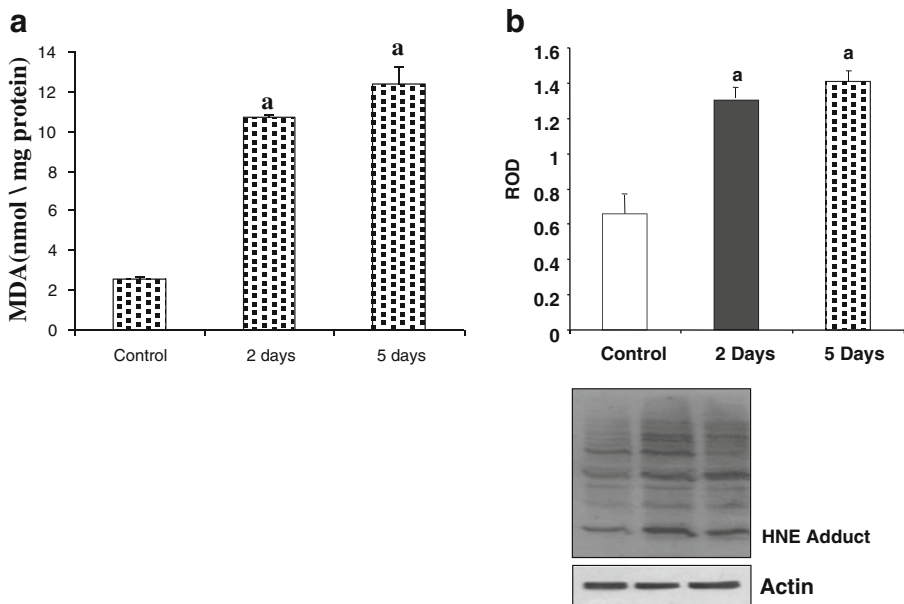 a
MDA(nmol \ mg protein)
14
12
10
8
6
4
2
0
a
a
Control
2 days
5 days
b
ROD
1.6
1.4
1.2
1
0.8
0.6
0.4
0.2
0
a
a
Control
2 Days
5 Days
HNE Adduct
Actin